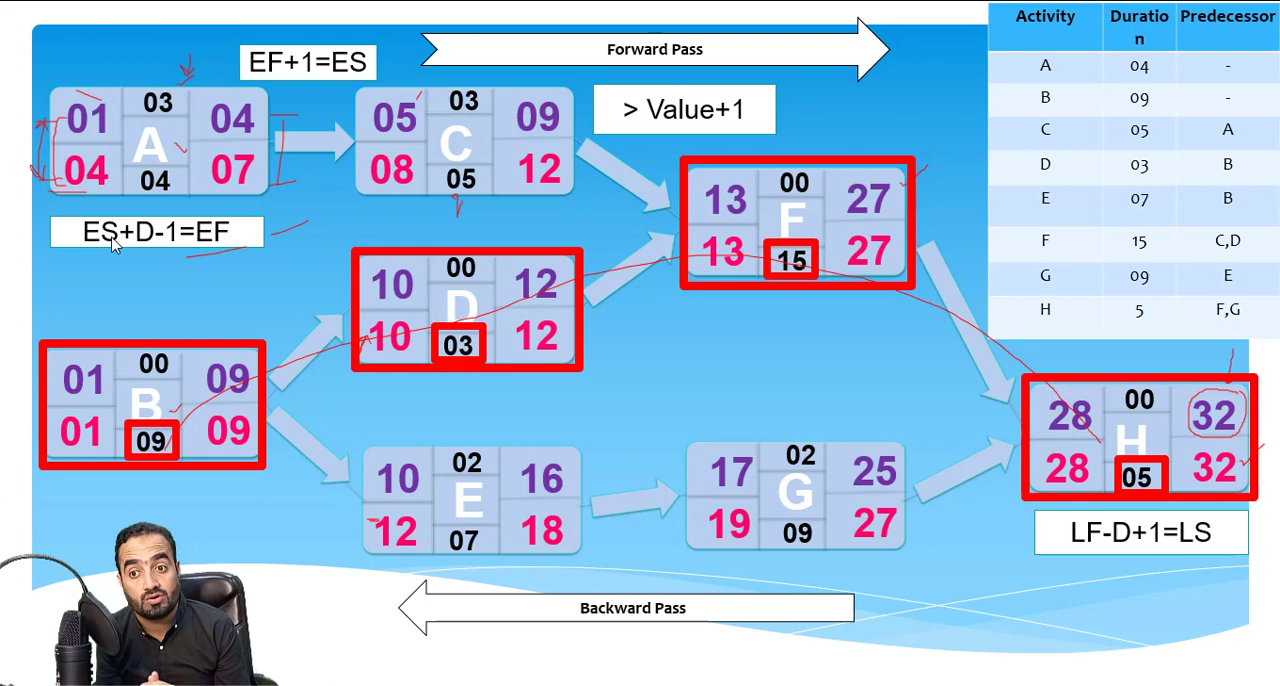 EF+1=ES
Forward Pass
> Value+1
01 03 04
A
04 04 07
05 03 09
C
08 05 12
ES+D-1=EF
13 00 27
F
13 15 27
10 00 12
D
10 03 12
01 00 09
B
01 09 09
10 02 16
E
12 07 18
17 02 25
G
19 09 27
28 00 32
H
28 05 32
LF-D+1=LS
Backward Pass
Activity Duratio Predecessor
n
A 04 -
B 09 -
C 05 A
D 03 B
E 07 B
F 15 C,D
G 09 E
H 5 F,G